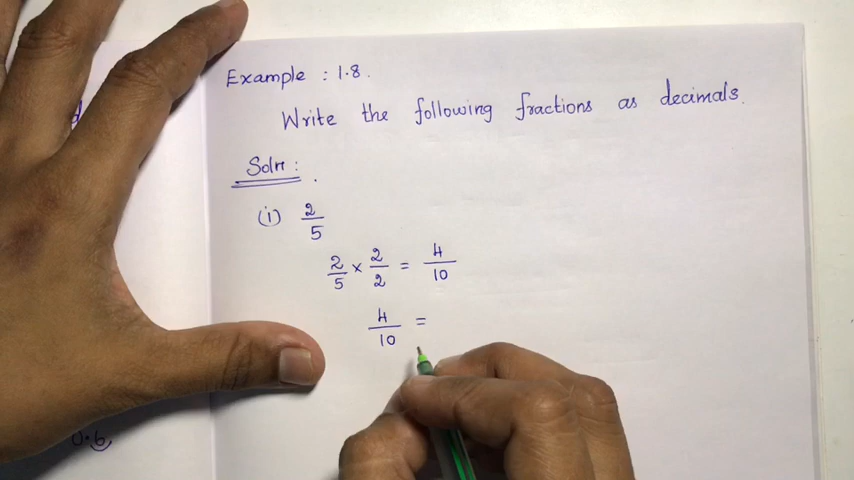 Example : 1.8.
Write the following fractions as decimals.
Soln :
(i) 2/5
2/5 × 2/2 = 4/10
4/10 =
0.6